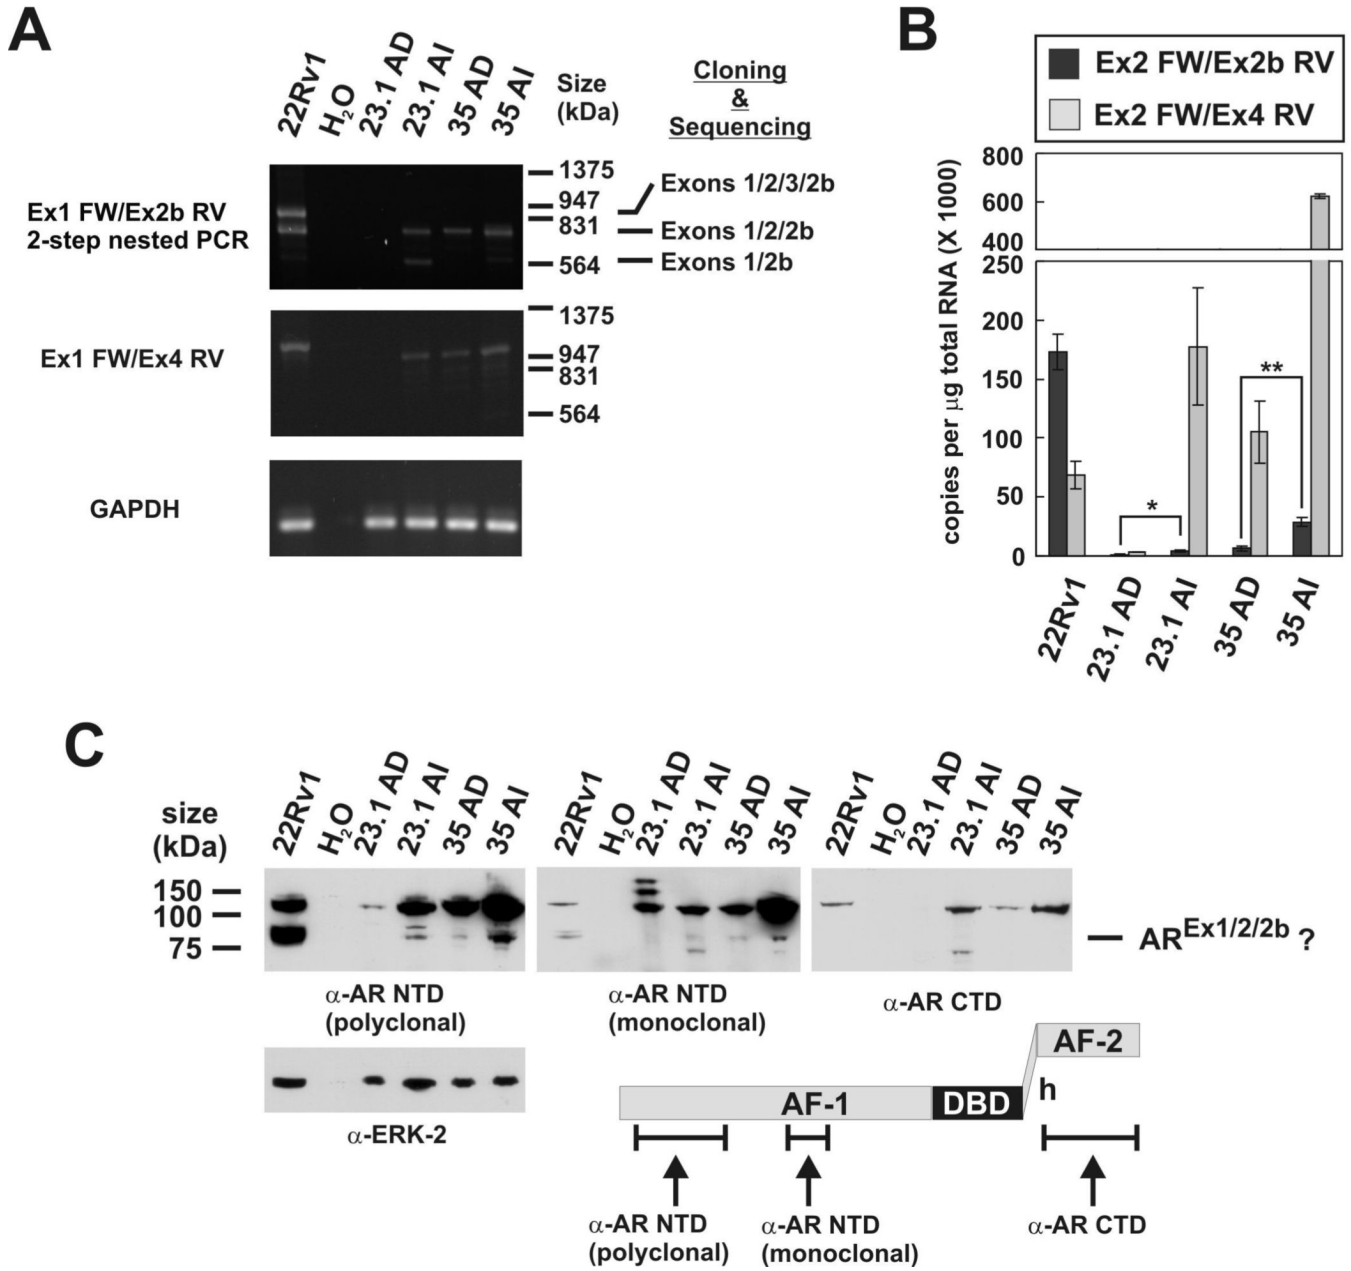 A
22Rv1
H2O
23.1 AD
23.1 AI
35 AD
35 AI
Size
(kDa)
Cloning
&
Sequencing
Ex1 FW/Ex2b RV
2-step nested PCR
1375
947
831
564
Exons 1/2/3/2b
Exons 1/2/2b
Exons 1/2b
Ex1 FW/Ex4 RV
1375
947
831
564
GAPDH
B
Ex2 FW/Ex2b RV
Ex2 FW/Ex4 RV
copies per µg total RNA (X 1000)
800
600
400
250
200
150
100
50
0
*
**
22Rv1
23.1 AD
23.1 AI
35 AD
35 AI
C
size
(kDa)
150
100
75
22Rv1
H2O
23.1 AD
23.1 AI
35 AD
35 AI
22Rv1
H2O
23.1 AD
23.1 AI
35 AD
35 AI
22Rv1
H2O
23.1 AD
23.1 AI
35 AD
35 AI
AR^Ex1/2/2b ?
α-AR NTD
(polyclonal)
α-AR NTD
(monoclonal)
α-AR CTD
α-ERK-2
AF-1
DBD
h
AF-2
α-AR NTD
(polyclonal)
α-AR NTD
(monoclonal)
α-AR CTD